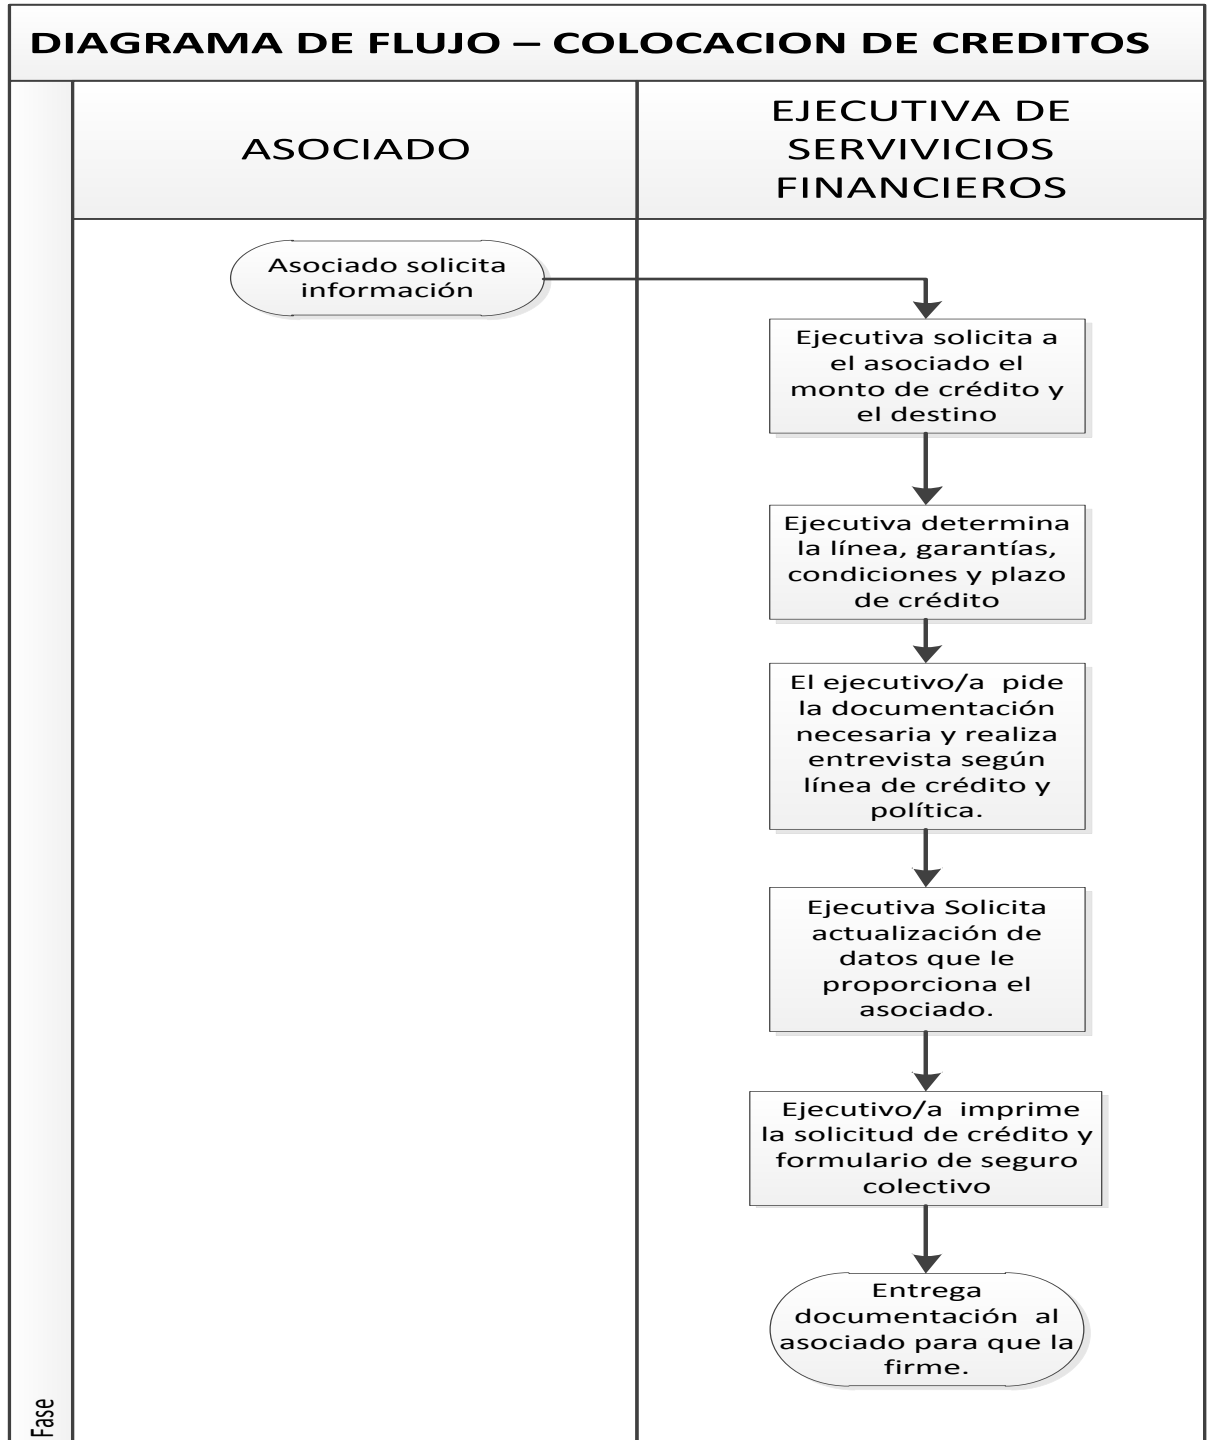 DIAGRAMA DE FLUJO – COLOCACION DE CREDITOS
ASOCIADO
EJECUTIVA DE
SERVIVICIOS
FINANCIEROS
Asociado solicita
información
Ejecutiva solicita a
el asociado el
monto de crédito y
el destino
Ejecutiva determina
la línea, garantías,
condiciones y plazo
de crédito
El ejecutivo/a  pide
la documentación
necesaria y realiza
entrevista según
línea de crédito y
política.
Ejecutiva Solicita
actualización de
datos que le
proporciona el
asociado.
Ejecutivo/a  imprime
la solicitud de crédito y
formulario de seguro
colectivo
Entrega
documentación  al
asociado para que la
firme.
Fase